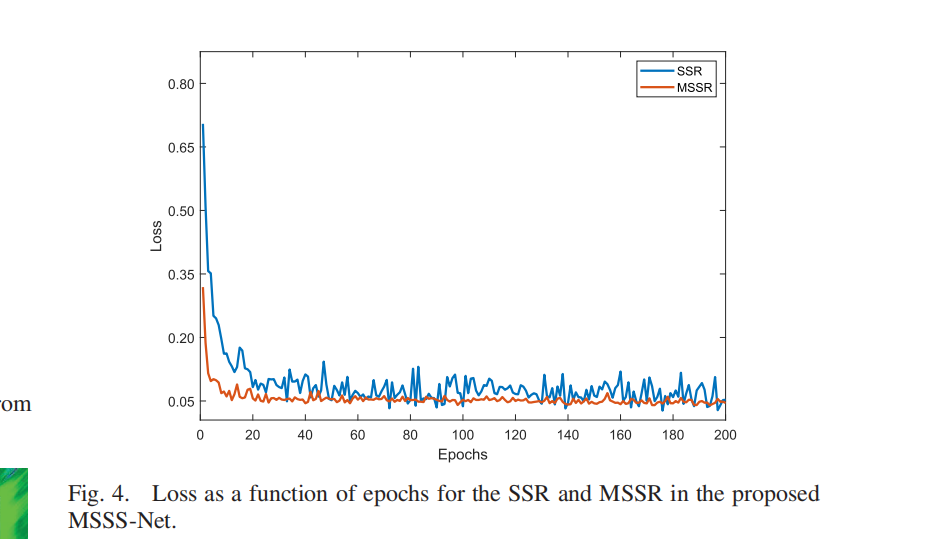 0.80
0.65
0.50
0.35
0.20
0.05
Loss
SSR
MSSR
0 20 40 60 80 100 120 140 160 180 200
Epochs
om
Fig. 4. Loss as a function of epochs for the SSR and MSSR in the proposed
MSSS-Net.